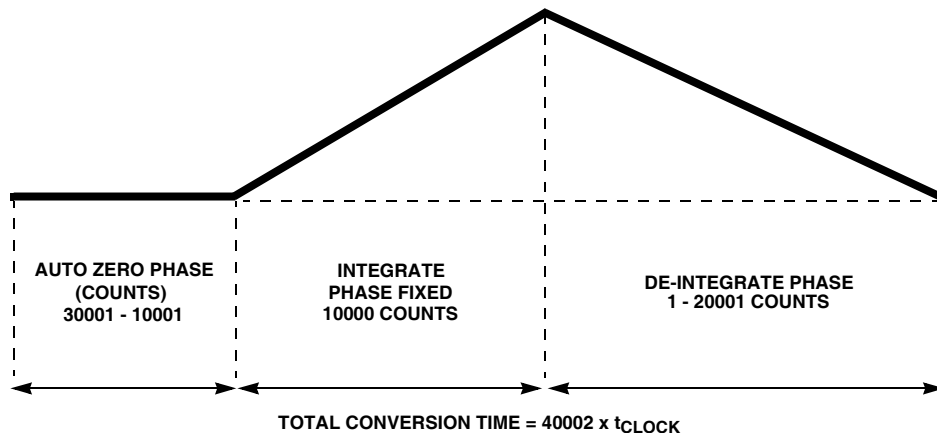 AUTO ZERO PHASE
(COUNTS)
30001 - 10001
INTEGRATE
PHASE FIXED
10000 COUNTS
DE-INTEGRATE PHASE
1 - 20001 COUNTS
TOTAL CONVERSION TIME = 40002 x tCLOCK